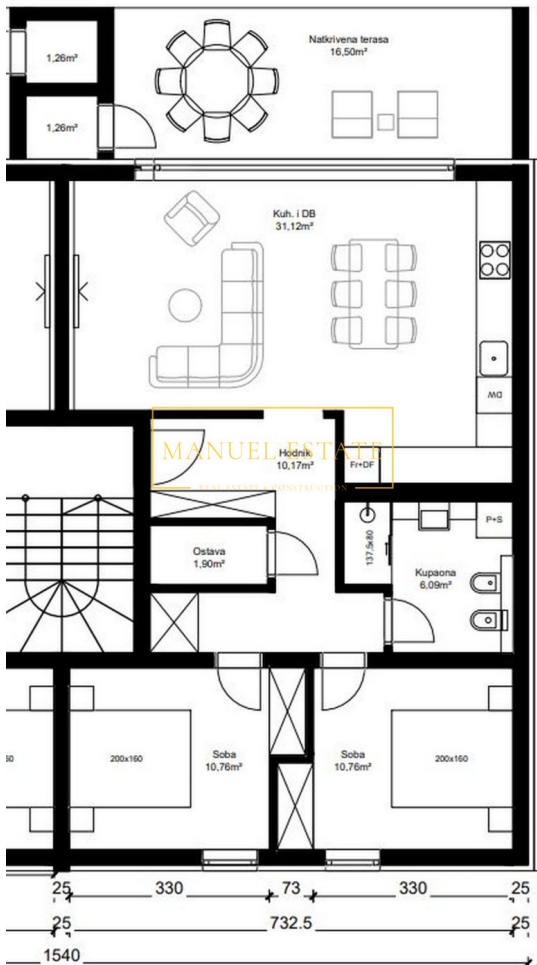 Natkrivena terasa
16,50m²
1,26m²
1,26m²
Kuh. i DB
31,12m²
DW
MANUEL ESTATE
REAL ESTATE & CONSTRUCTION
Hodnik
10,17m²
Fr+DF
137,5x80
P+S
Ostava
1,90m²
Kupaona
6,09m²
Soba
10,76m²
Soba
10,76m²
60
200x160
200x160
25
330
73
330
25
25
732.5
25
1540